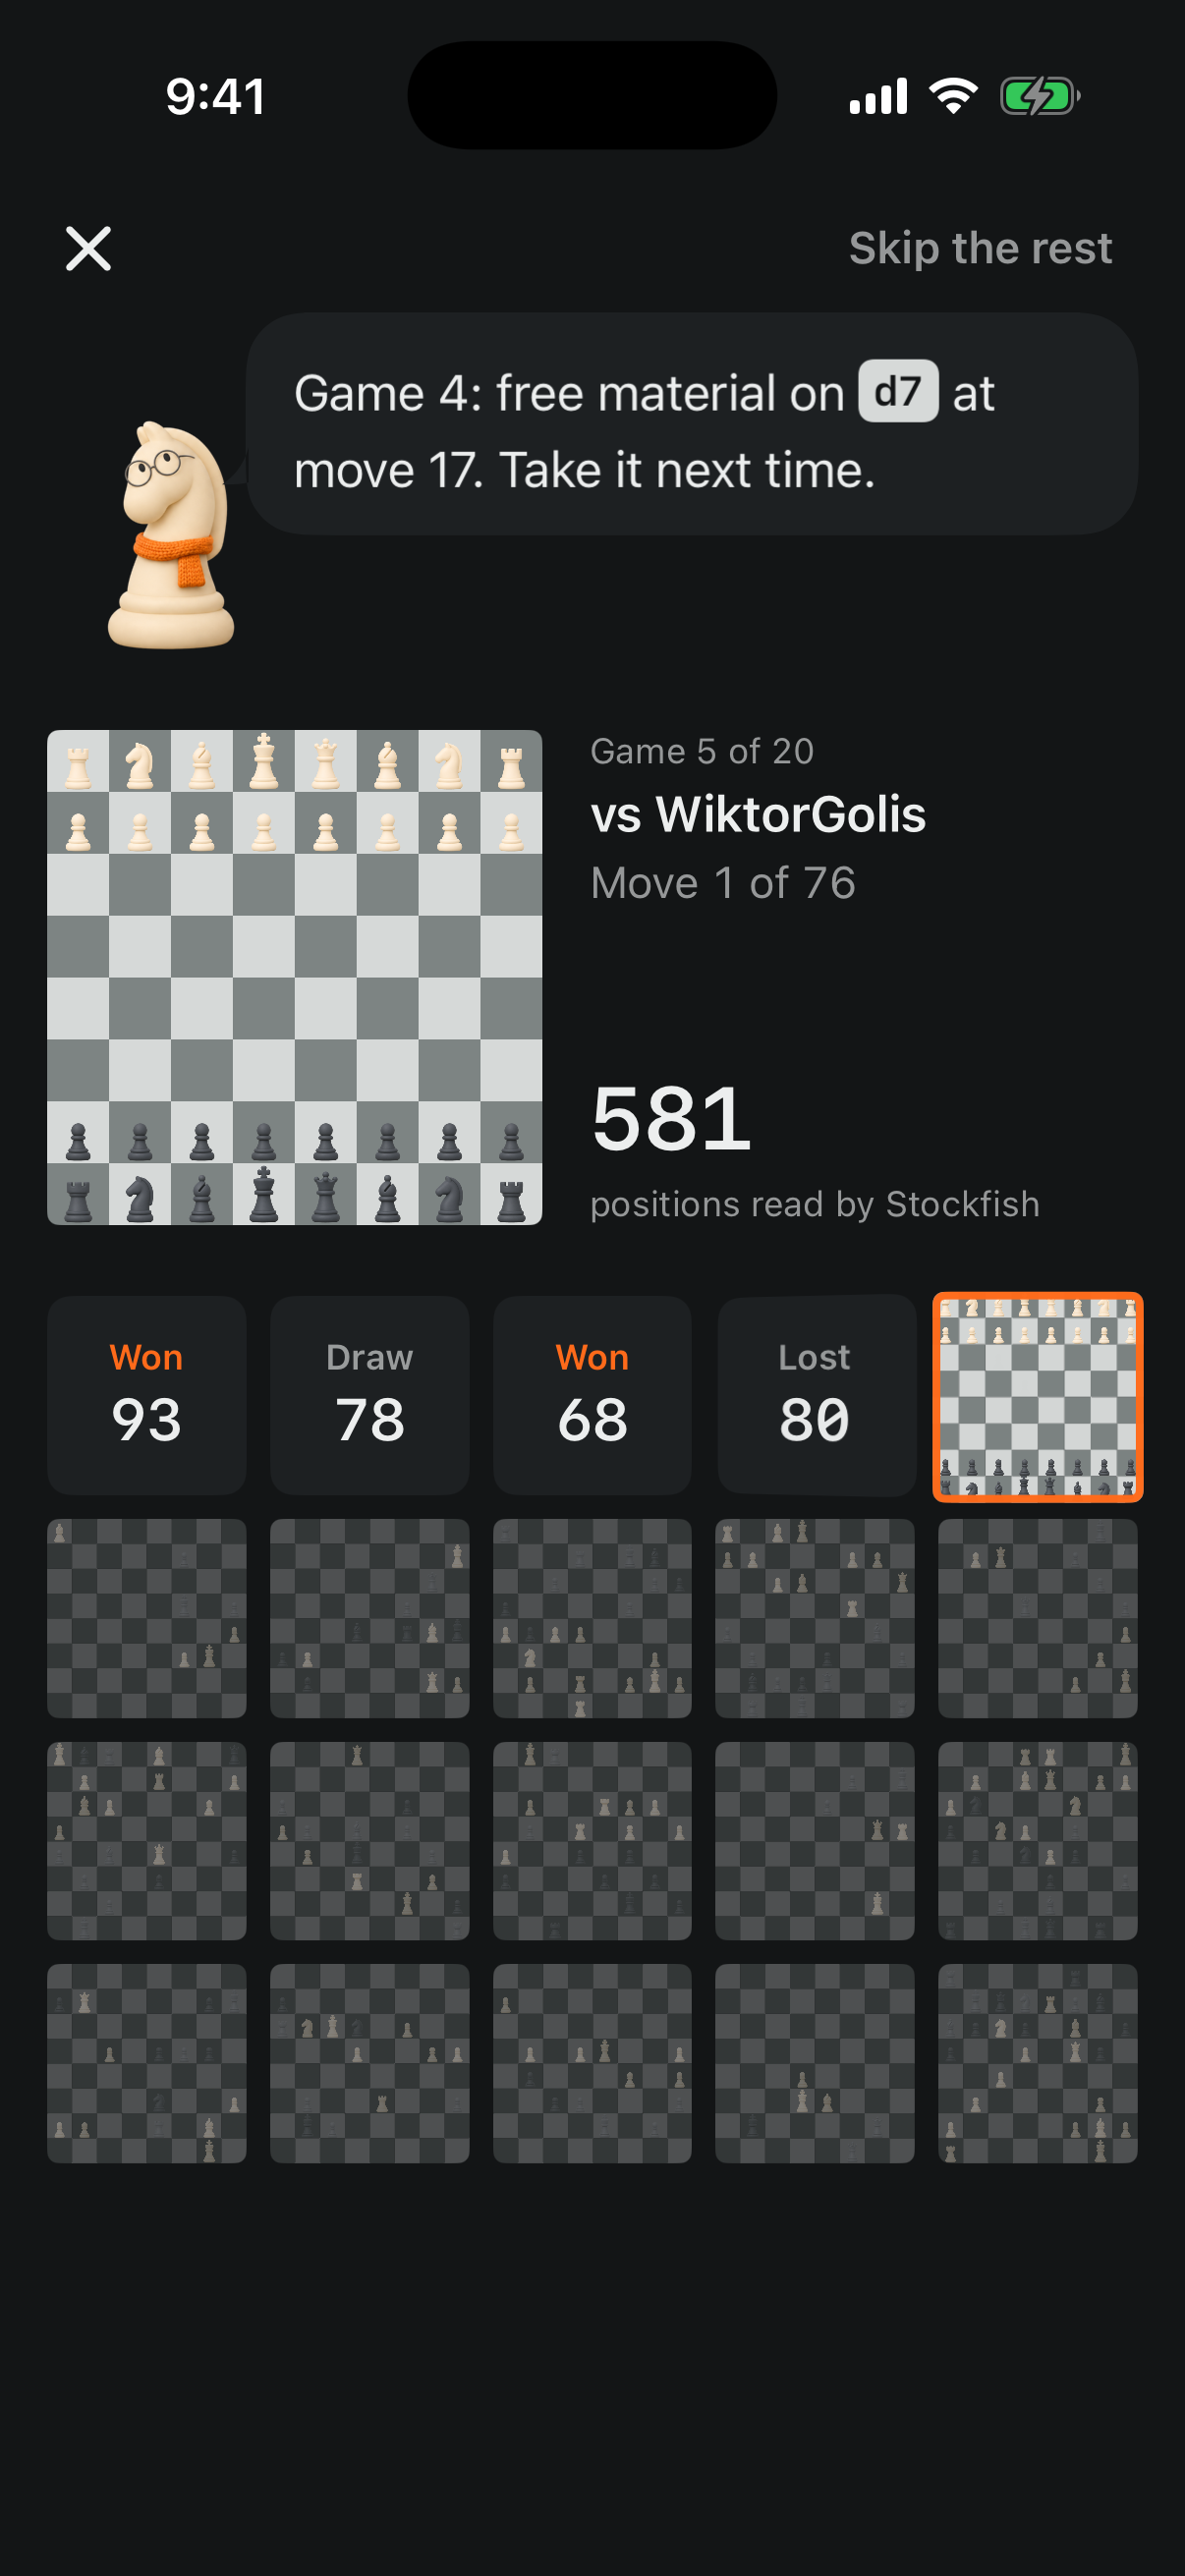 9:41
Skip the rest
Game 4: free material on d7 at
move 17. Take it next time.
Game 5 of 20
vs WiktorGolis
Move 1 of 76
581
positions read by Stockfish
Won
93
Draw
78
Won
68
Lost
80